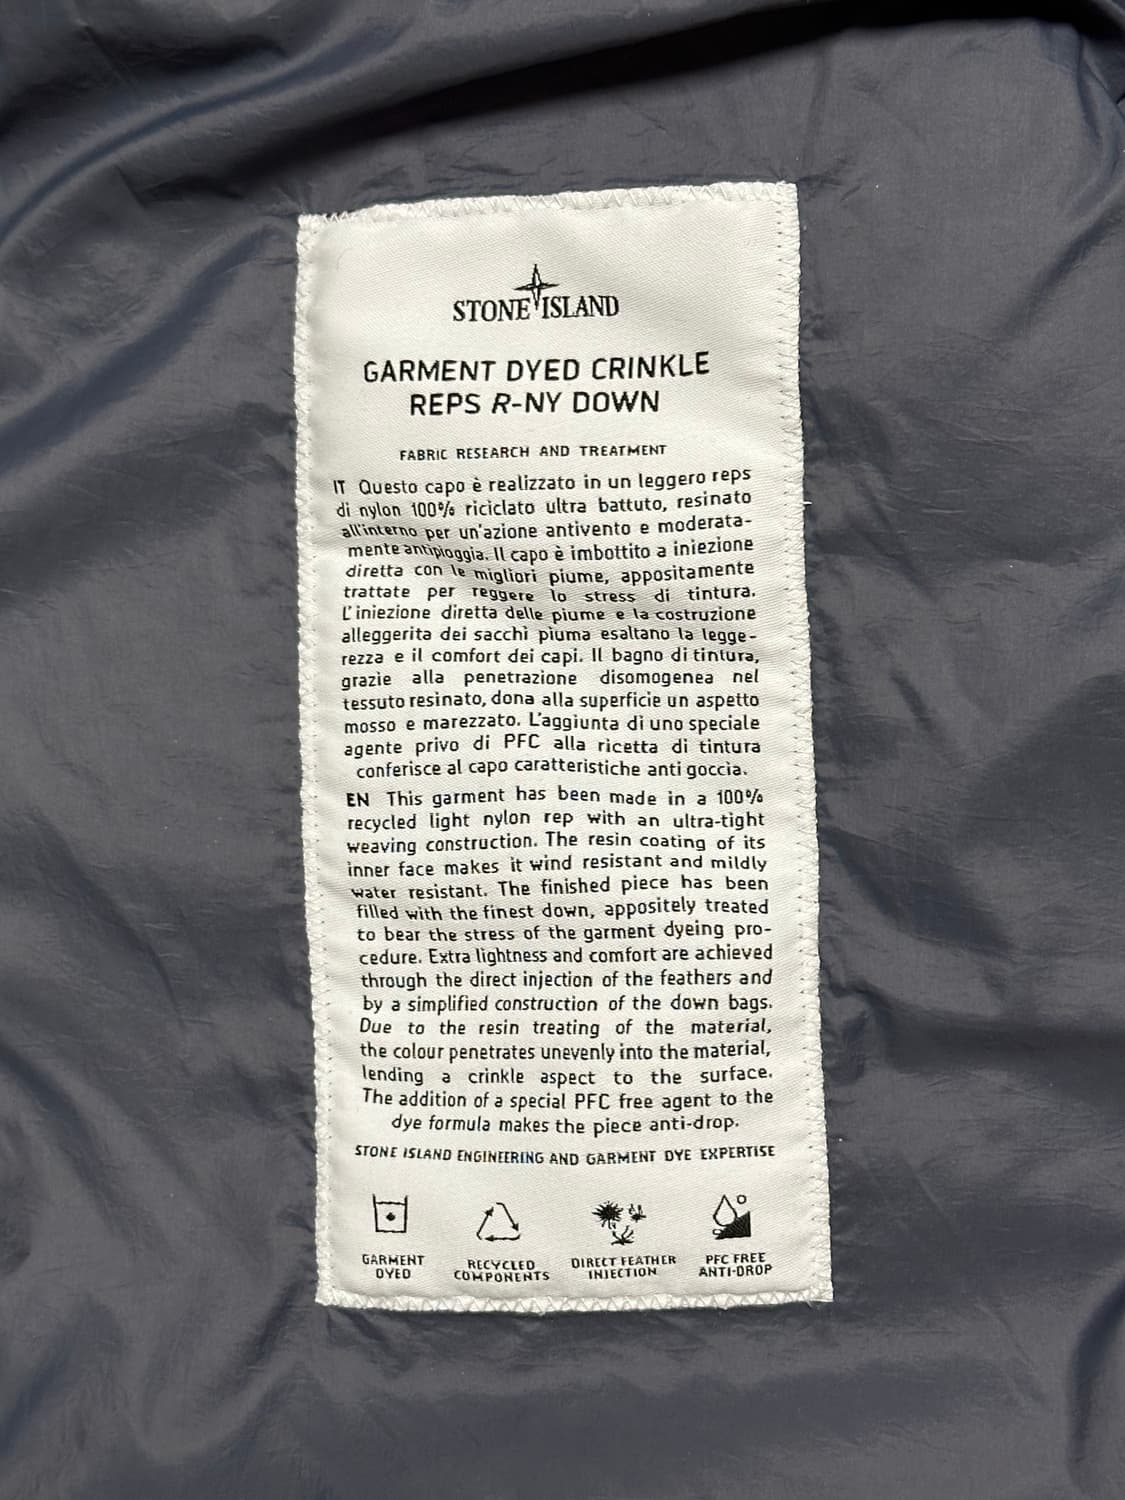 STONE ISLAND
GARMENT DYED CRINKLE
REPS R-NY DOWN
FABRIC RESEARCH AND TREATMENT
IT Questo capo è realizzato in un leggero reps
di nylon 100% riciclato ultra battuto, resinato
all'interno per un'azione antivento e moderata-
mente antipioggia. Il capo è imbottito a iniezione
diretta con le migliori piume, appositamente
trattate per reggere lo stress di tintura.
L'iniezione diretta delle piume e la costruzione
alleggerita dei sacchi piuma esaltano la legge-
rezza e il comfort dei capi. Il bagno di tintura,
grazie alla penetrazione disomogenea nel
tessuto resinato, dona alla superficie un aspetto
mosso e marezzato. L'aggiunta di uno speciale
agente privo di PFC alla ricetta di tintura
conferisce al capo caratteristiche anti goccia.
EN This garment has been made in a 100%
recycled light nylon rep with an ultra-tight
weaving construction. The resin coating of its
inner face makes it wind resistant and mildly
water resistant. The finished piece has been
filled with the finest down, appositely treated
to bear the stress of the garment dyeing pro-
cedure. Extra lightness and comfort are achieved
through the direct injection of the feathers and
by a simplified construction of the down bags.
Due to the resin treating of the material,
the colour penetrates unevenly into the material,
lending a crinkle aspect to the surface.
The addition of a special PFC free agent to the
dye formula makes the piece anti-drop.
STONE ISLAND ENGINEERING AND GARMENT DYE EXPERTISE
GARMENT
DYED
RECYCLED
COMPONENTS
DIRECT FEATHER
INJECTION
PFC FREE
ANTI-DROP